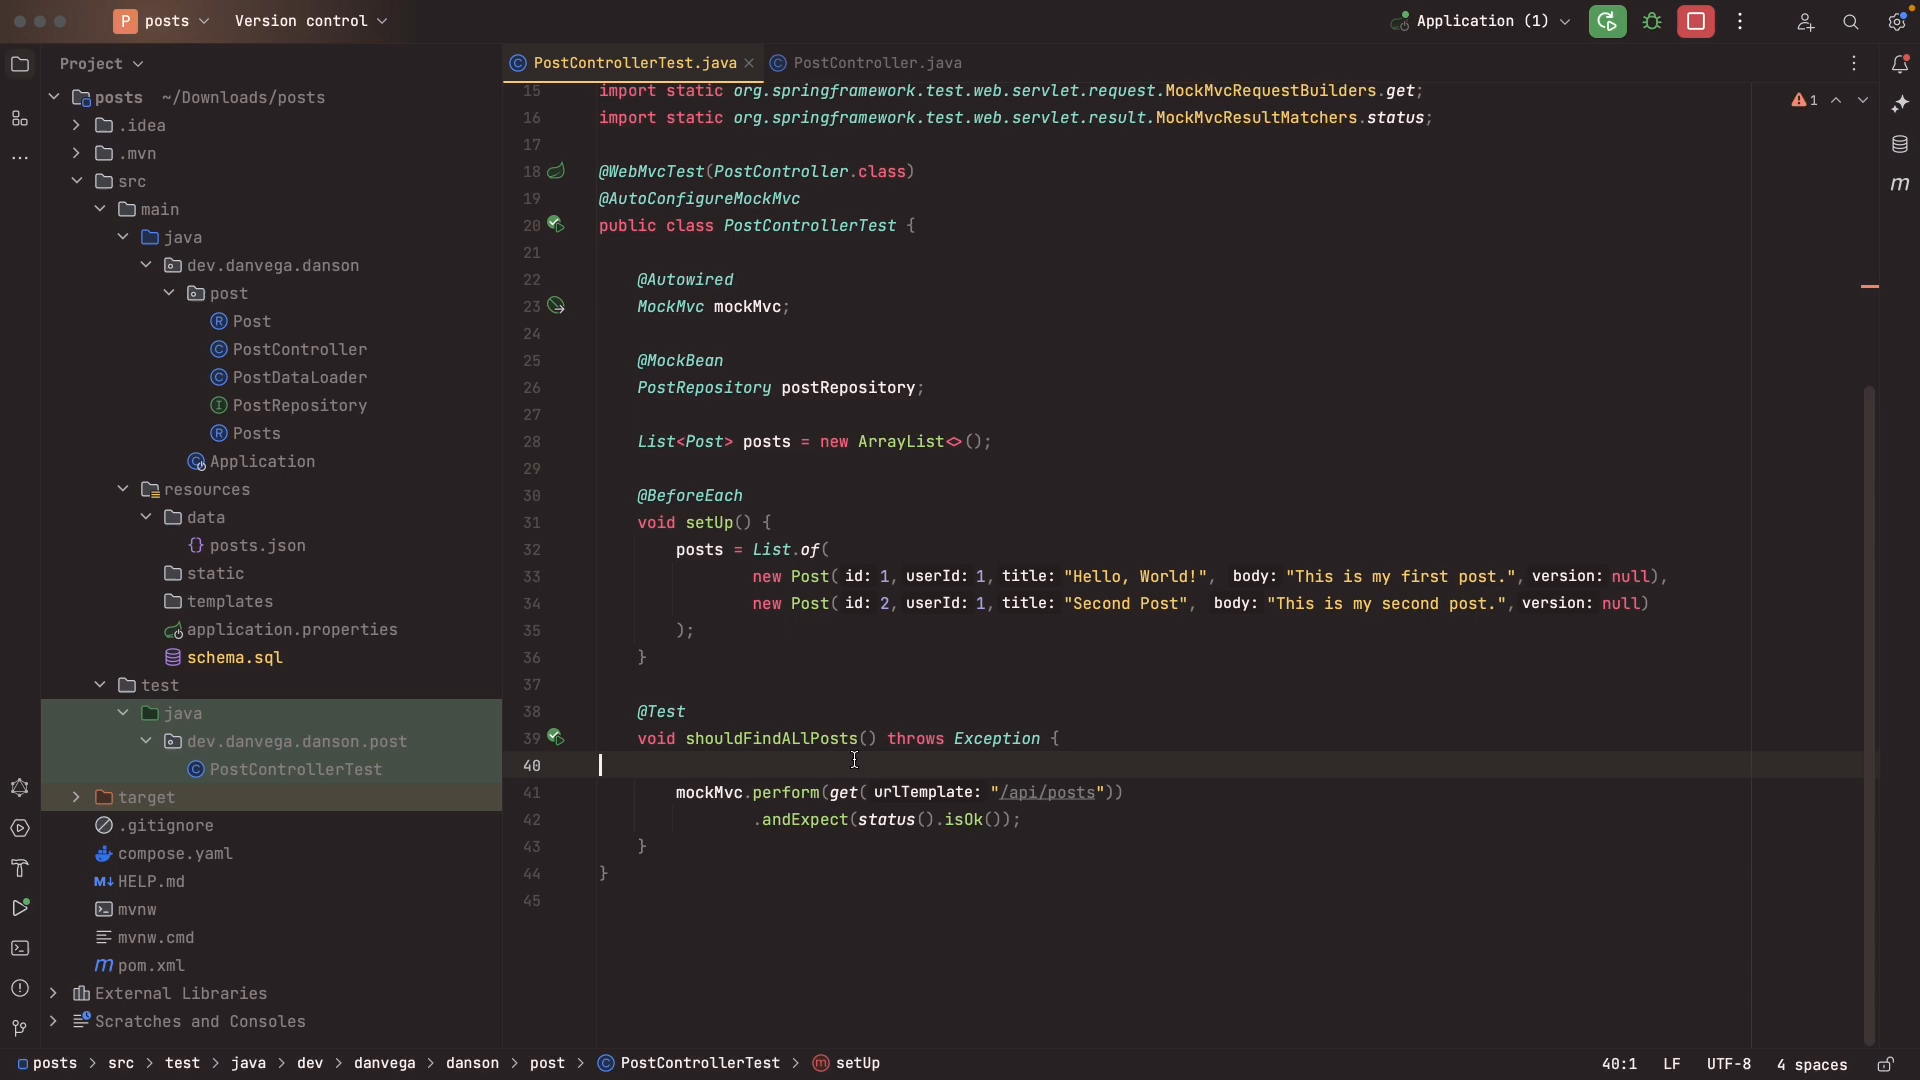 P posts Version control Application (1)
Project
PostControllerTest.java PostController.java
posts ~/Downloads/posts
.idea
.mvn
src
main
java
dev.danvega.danson
post
R Post
C PostController
C PostDataLoader
I PostRepository
R Posts
C Application
resources
data
{} posts.json
static
templates
application.properties
schema.sql
test
java
dev.danvega.danson.post
C PostControllerTest
target
.gitignore
compose.yaml
M↓ HELP.md
mvnw
mvnw.cmd
m pom.xml
External Libraries
Scratches and Consoles
15 import static org.springframework.test.web.servlet.request.MockMvcRequestBuilders.get;
16 import static org.springframework.test.web.servlet.result.MockMvcResultMatchers.status;
17
18 @WebMvcTest(PostController.class)
19 @AutoConfigureMockMvc
20 public class PostControllerTest {
21
22 @Autowired
23 MockMvc mockMvc;
24
25 @MockBean
26 PostRepository postRepository;
27
28 List<Post> posts = new ArrayList<>();
29
30 @BeforeEach
31 void setUp() {
32 posts = List.of(
33 new Post( id: 1, userId: 1, title: "Hello, World!", body: "This is my first post.", version: null),
34 new Post( id: 2, userId: 1, title: "Second Post", body: "This is my second post.", version: null)
35 );
36 }
37
38 @Test
39 void shouldFindALlPosts() throws Exception {
40
41 mockMvc.perform(get( urlTemplate: "/api/posts"))
42 .andExpect(status().isOk());
43 }
44 }
45
1
m
posts > src > test > java > dev > danvega > danson > post > C PostControllerTest > m setUp
40:1 LF UTF-8 4 spaces